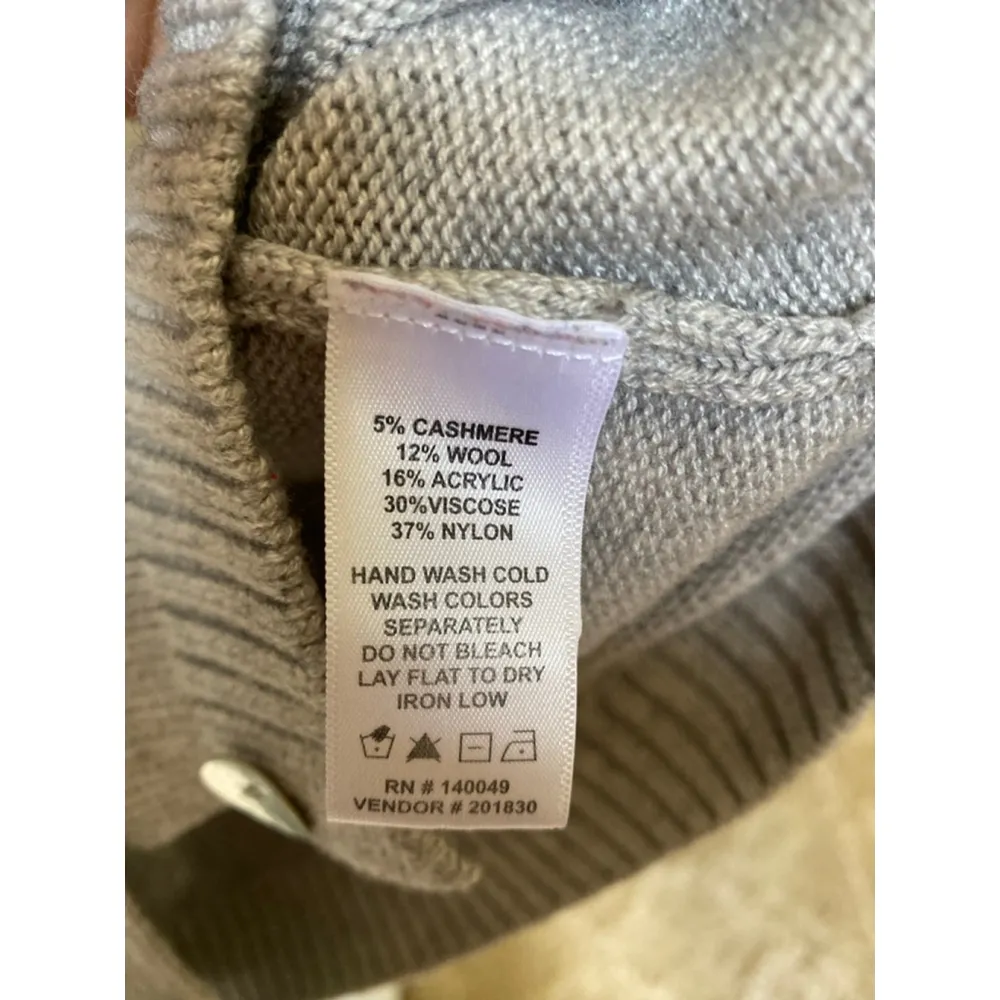 5% CASHMERE
12% WOOL
16% ACRYLIC
30%VISCOSE
37% NYLON
HAND WASH COLD
WASH COLORS
SEPARATELY
DO NOT BLEACH
LAY FLAT TO DRY
IRON LOW
RN # 140049
VENDOR # 201830